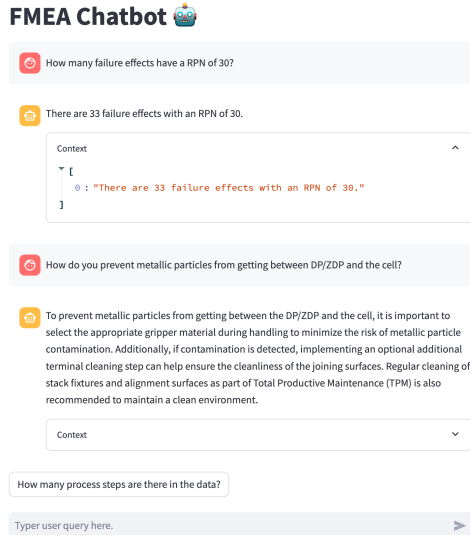 FMEA Chatbot 🤖
How many failure effects have a RPN of 30?
There are 33 failure effects with an RPN of 30.
Context
[
0 : "There are 33 failure effects with an RPN of 30."
]
How do you prevent metallic particles from getting between DP/ZDP and the cell?
To prevent metallic particles from getting between the DP/ZDP and the cell, it is important to
select the appropriate gripper material during handling to minimize the risk of metallic particle
contamination. Additionally, if contamination is detected, implementing an optional additional
terminal cleaning step can help ensure the cleanliness of the joining surfaces. Regular cleaning of
stack fixtures and alignment surfaces as part of Total Productive Maintenance (TPM) is also
recommended to maintain a clean environment.
Context
How many process steps are there in the data?
Typer user query here.